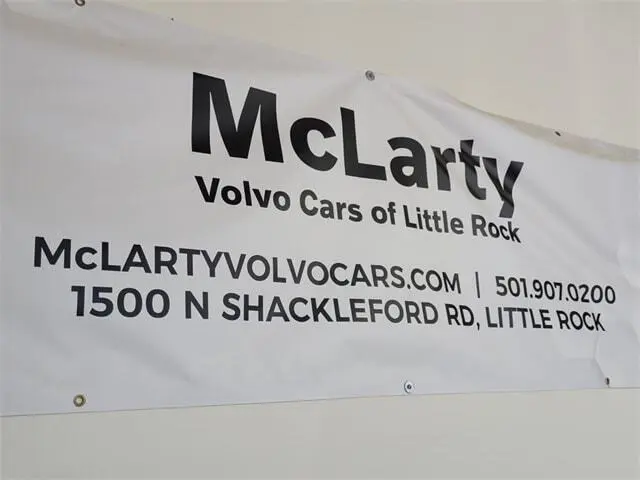 McLarty
Volvo Cars of Little Rock
McLARTYVOLVOCARS.COM | 501.907.0200
1500 N SHACKLEFORD RD, LITTLE ROCK